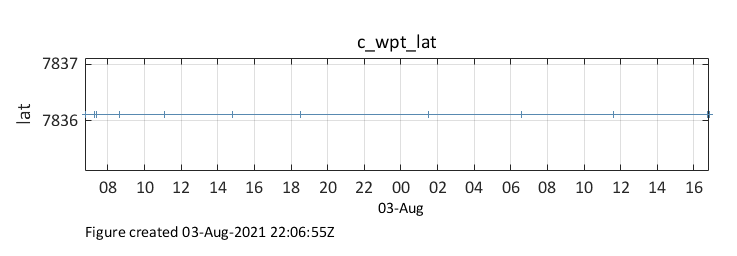 c_wpt_lat
7837
7836
lat
08 10 12 14 16 18 20 22 00 02 04 06 08 10 12 14 16
03-Aug
Figure created 03-Aug-2021 22:06:55Z